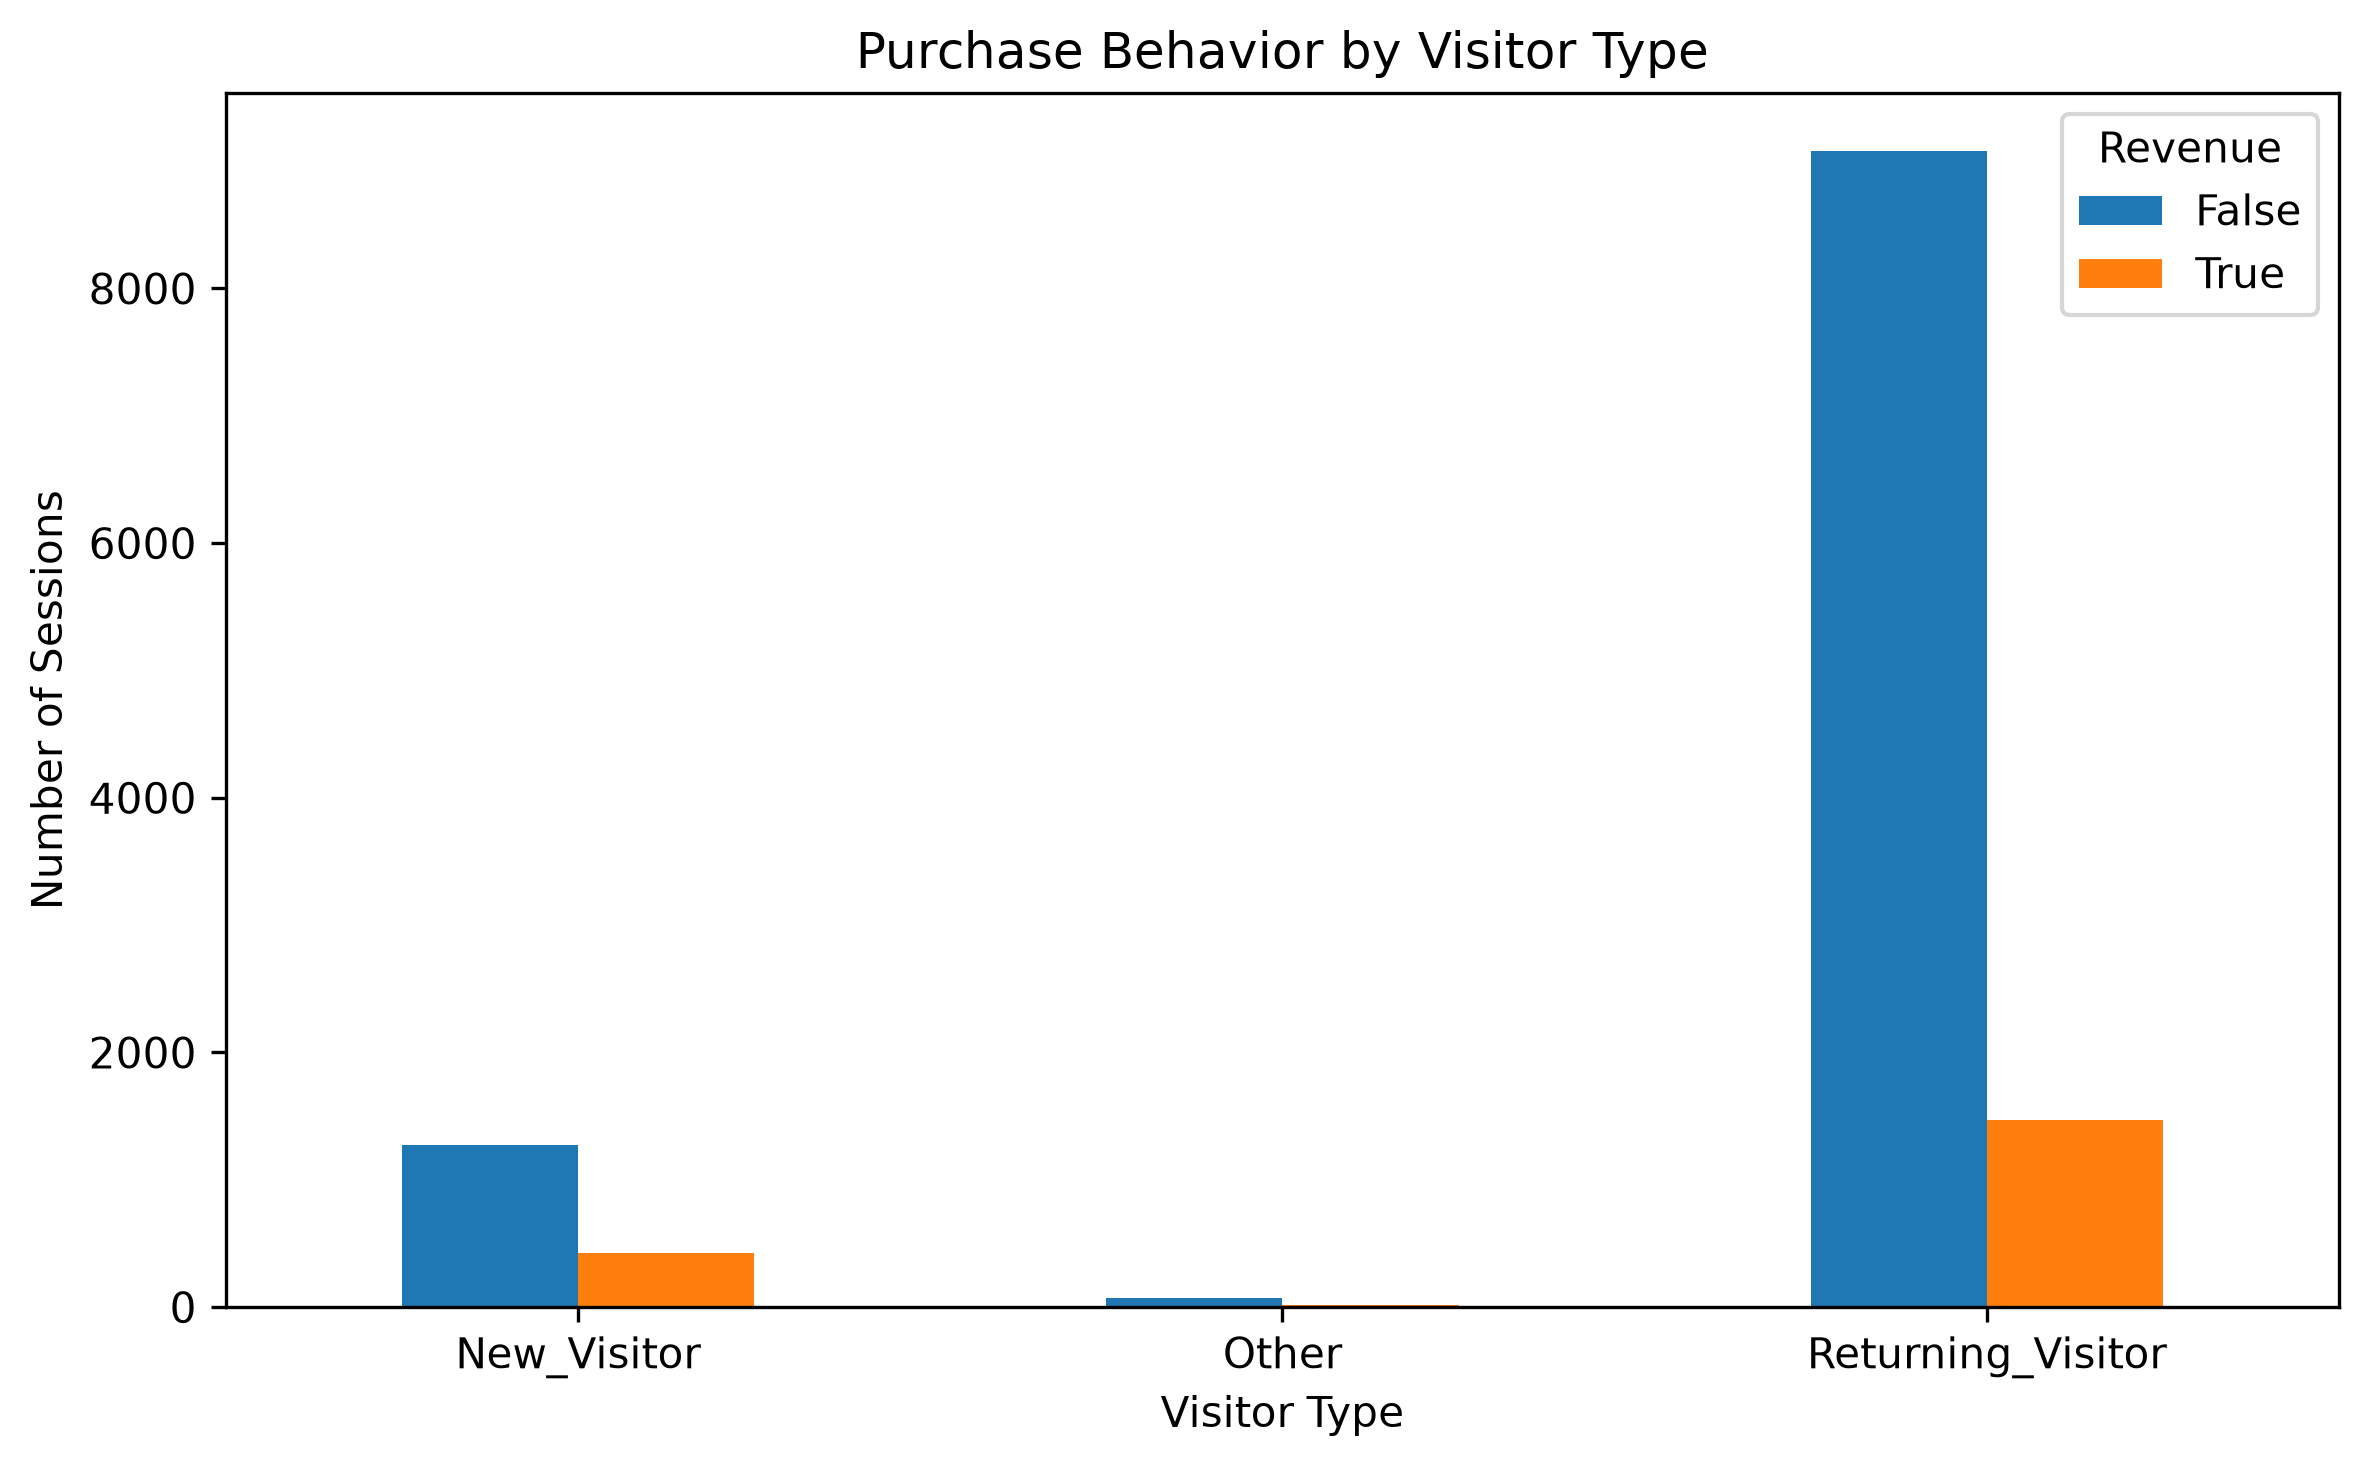 Purchase Behavior by Visitor Type
Revenue
False
True
Number of Sessions
8000
6000
4000
2000
0
New_Visitor
Other
Returning_Visitor
Visitor Type